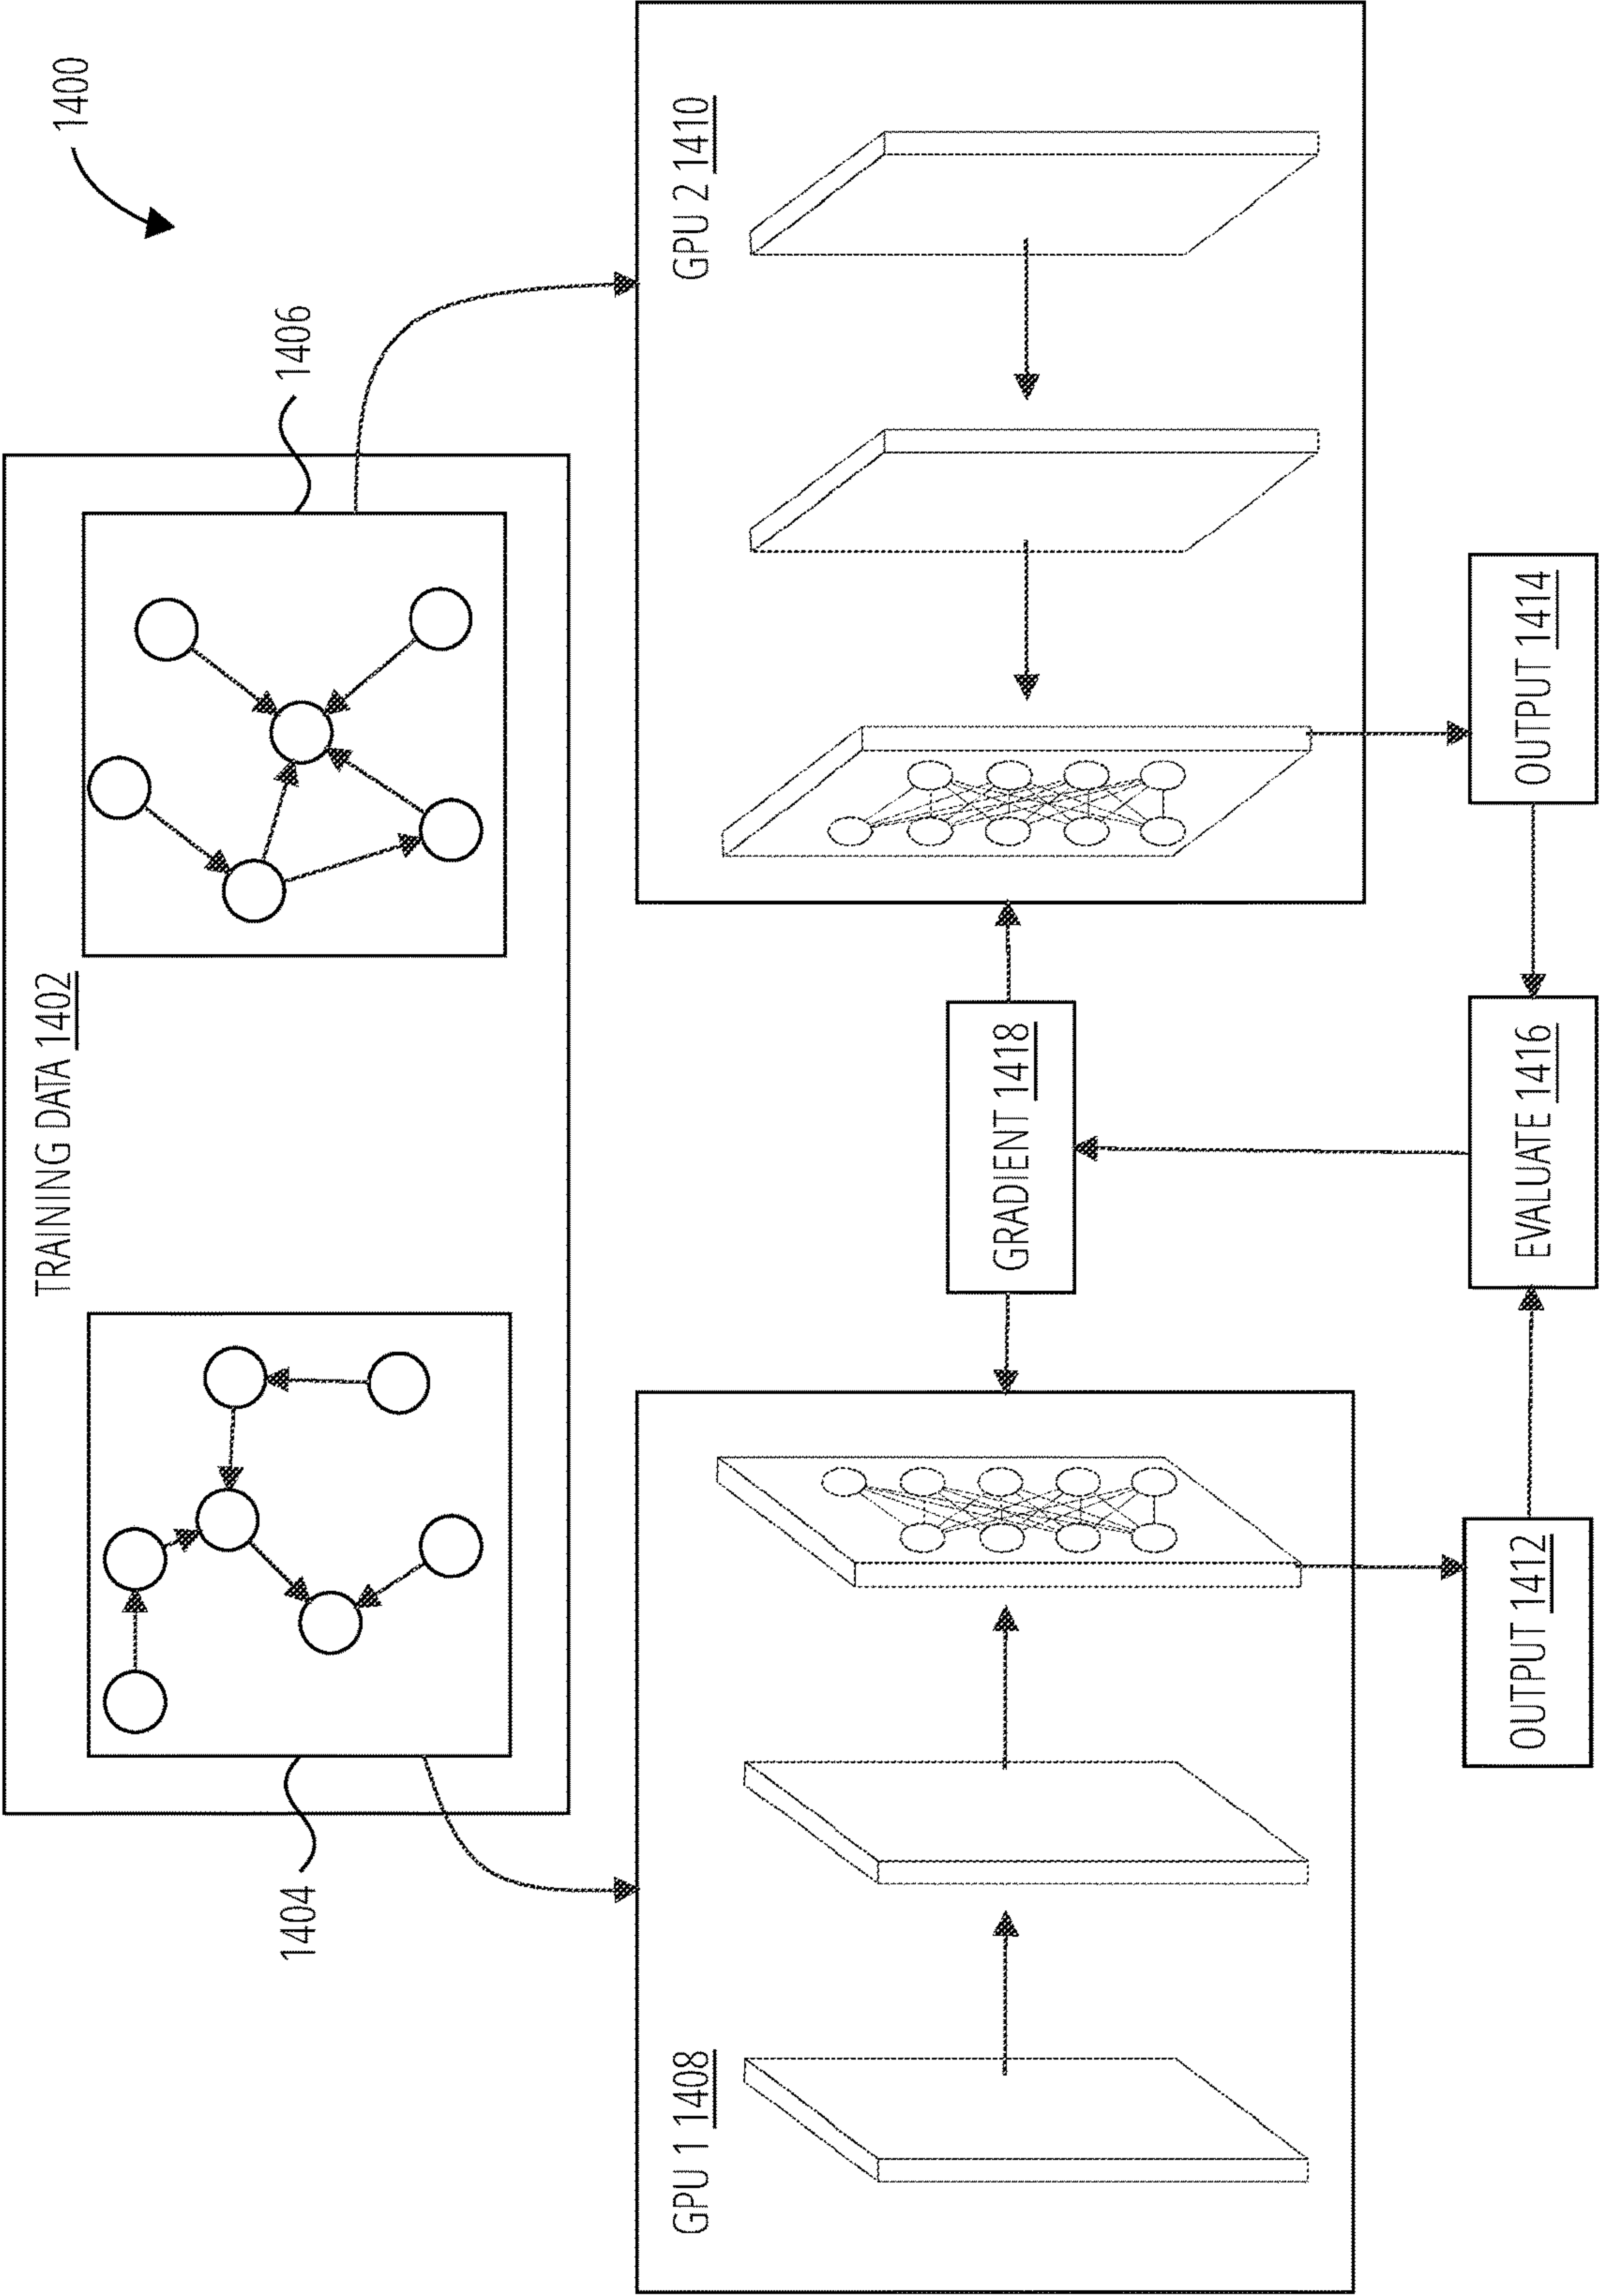 1400
TRAINING DATA 1402
1404
1406
GPU 1 1408
GPU 2 1410
GRADIENT 1418
OUTPUT 1412
EVALUATE 1416
OUTPUT 1414